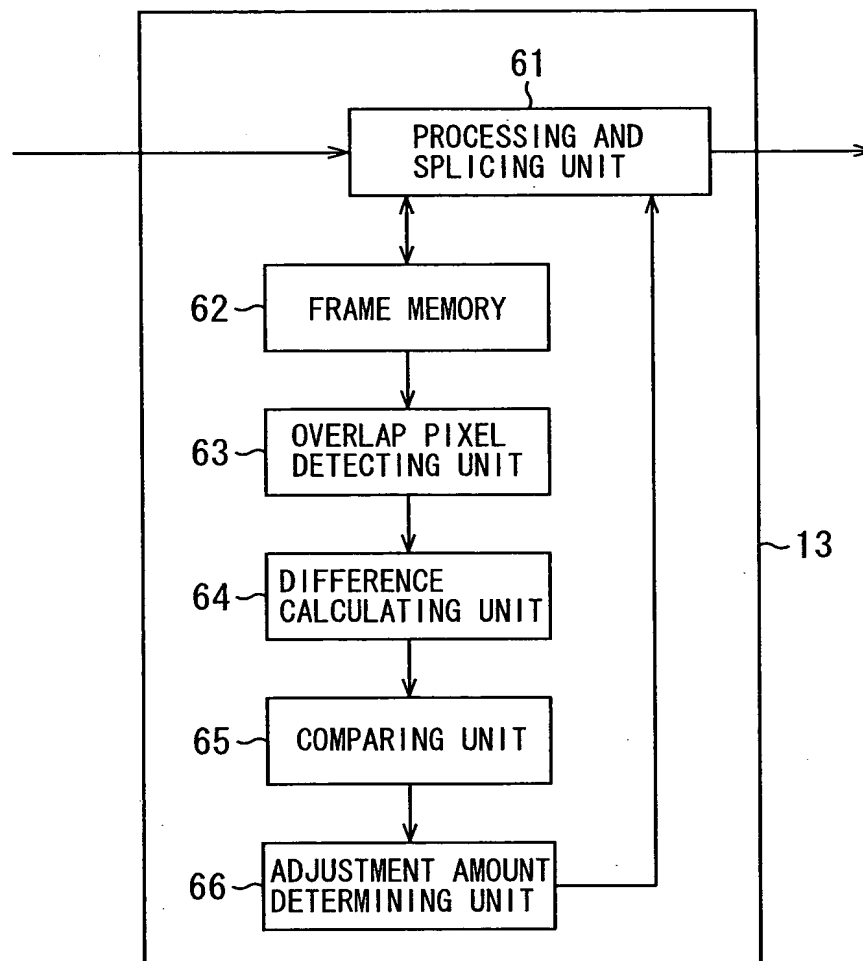 61
PROCESSING AND
SPLICING UNIT
62
FRAME MEMORY
63
OVERLAP PIXEL
DETECTING UNIT
13
64
DIFFERENCE
CALCULATING UNIT
65
COMPARING UNIT
66
ADJUSTMENT AMOUNT
DETERMINING UNIT